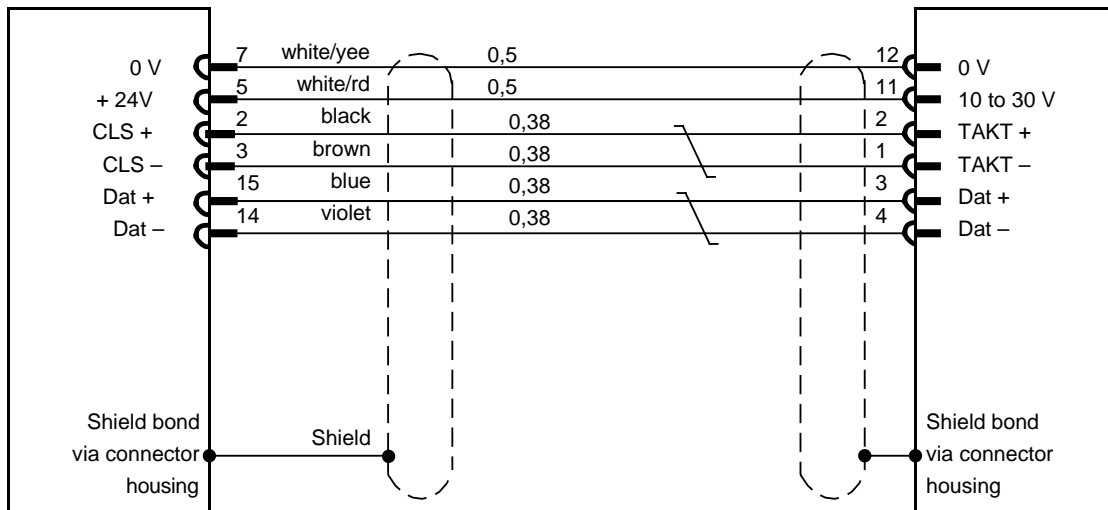 0 V 7 white/yee 0,5 12 0 V
+ 24V 5 white/rd 0,5 11 10 to 30 V
CLS + 2 black 0,38 2 TAKT +
CLS – 3 brown 0,38 1 TAKT –
Dat + 15 blue 0,38 3 Dat +
Dat – 14 violet 0,38 4 Dat –
Shield bond
via connector
housing
Shield
Shield bond
via connector
housing